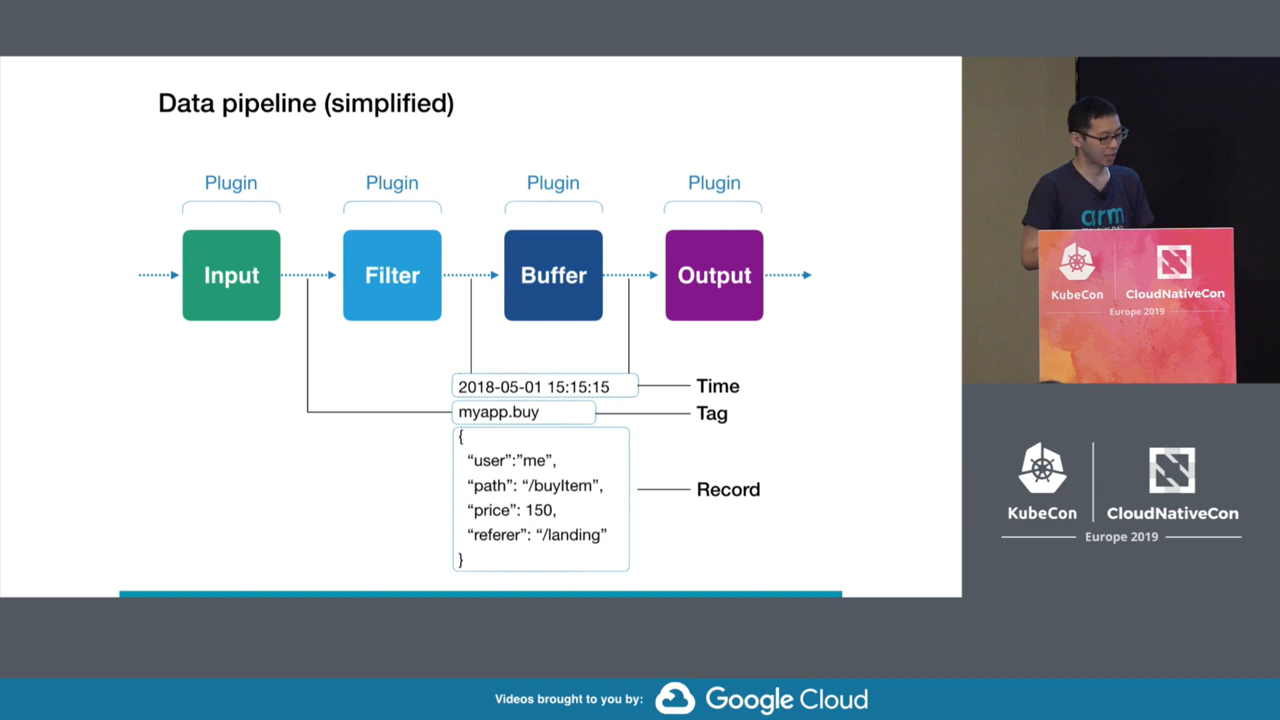 Data pipeline (simplified)
Plugin
Plugin
Plugin
Plugin
Input
Filter
Buffer
Output
2018-05-01 15:15:15
Time
myapp.buy
Tag
{
“user”:”me”,
“path”: “/buyItem”,
“price”: 150,
“referer”: “/landing”
}
Record
arm
KubeCon
CloudNativeCon
Europe 2019
KubeCon
CloudNativeCon
Europe 2019
Videos brought to you by:
Google Cloud